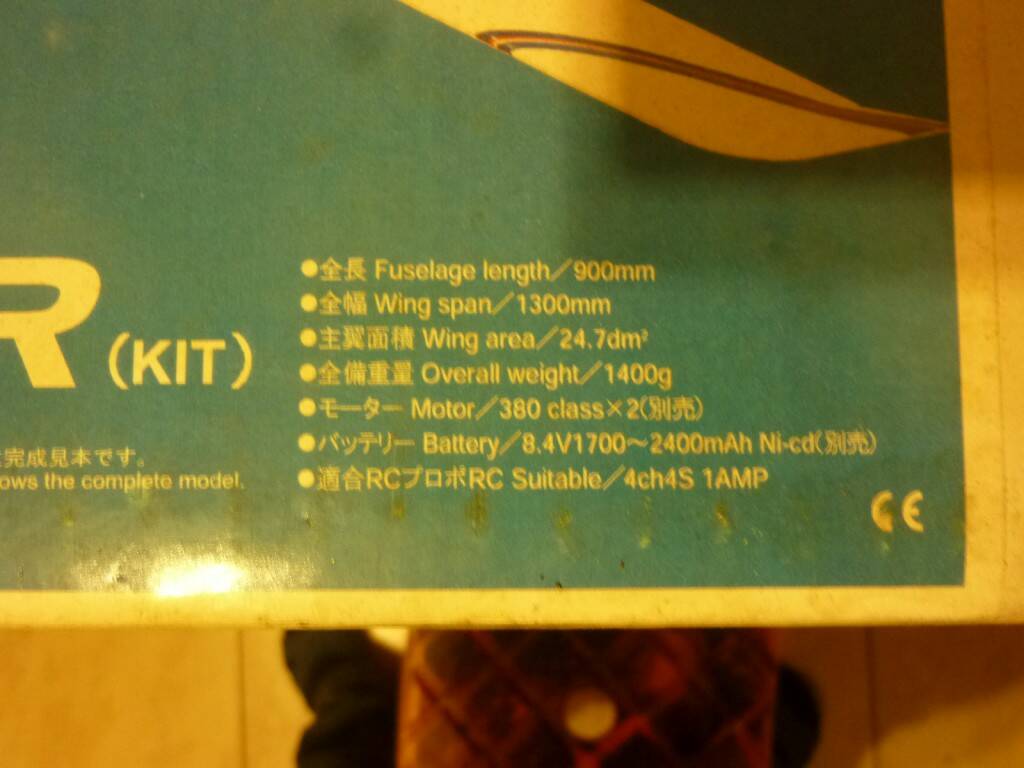 R (KIT)
●全長 Fuselage length／900mm
●全幅 Wing span／1300mm
●主翼面積 Wing area／24.7dm²
●全備重量 Overall weight／1400g
●モーター Motor／380 class×2(別売)
●バッテリー Battery／8.4V1700～2400mAh Ni-cd(別売)
●適合RCプロポRC Suitable／4ch4S 1AMP
完成見本です。
ows the complete model.
CE